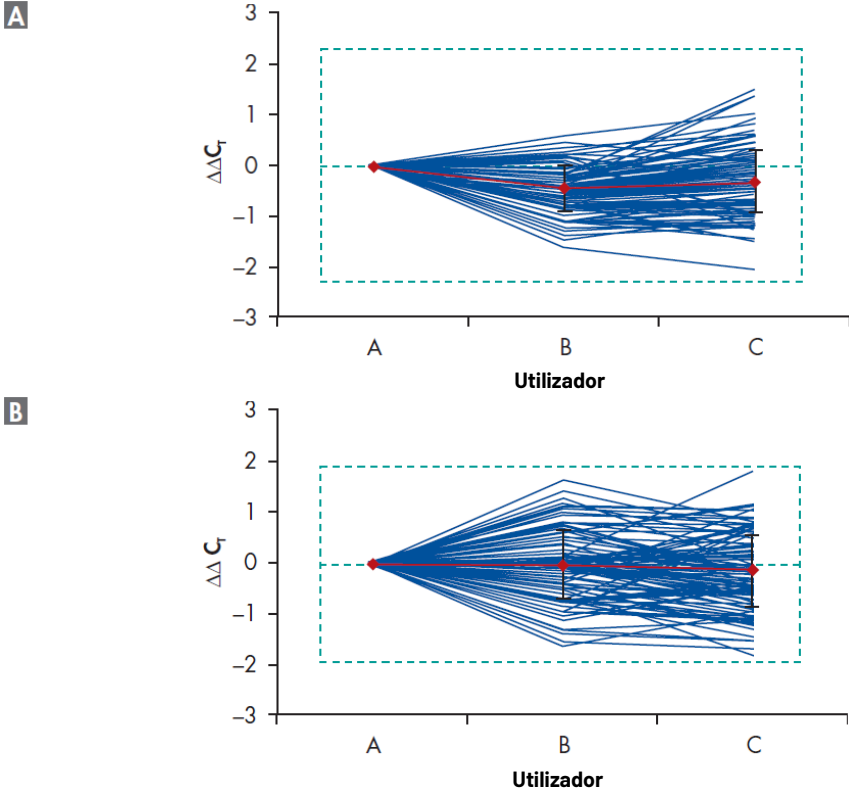 A
3
2
1
0
–1
–2
–3
ΔΔCT
A B C
Utilizador
B
3
2
1
0
–1
–2
–3
ΔΔ CT
A B C
Utilizador